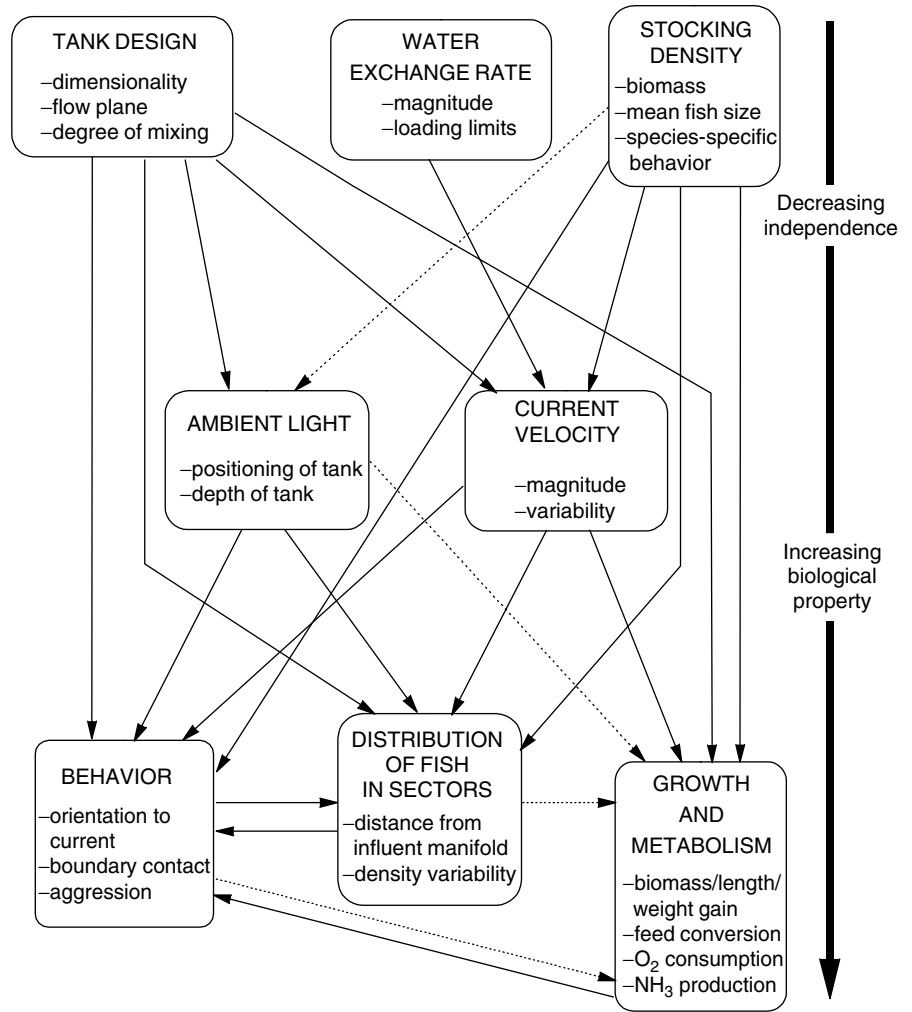 TANK DESIGN
–dimensionality
–flow plane
–degree of mixing
WATER
EXCHANGE RATE
–magnitude
–loading limits
STOCKING
DENSITY
–biomass
–mean fish size
–species-specific
behavior
Decreasing
independence
AMBIENT LIGHT
–positioning of tank
–depth of tank
CURRENT
VELOCITY
–magnitude
–variability
Increasing
biological
property
BEHAVIOR
–orientation to
current
–boundary contact
–aggression
DISTRIBUTION
OF FISH
IN SECTORS
–distance from
influent manifold
–density variability
GROWTH
AND
METABOLISM
–biomass/length/
weight gain
–feed conversion
–O₂ consumption
–NH₃ production